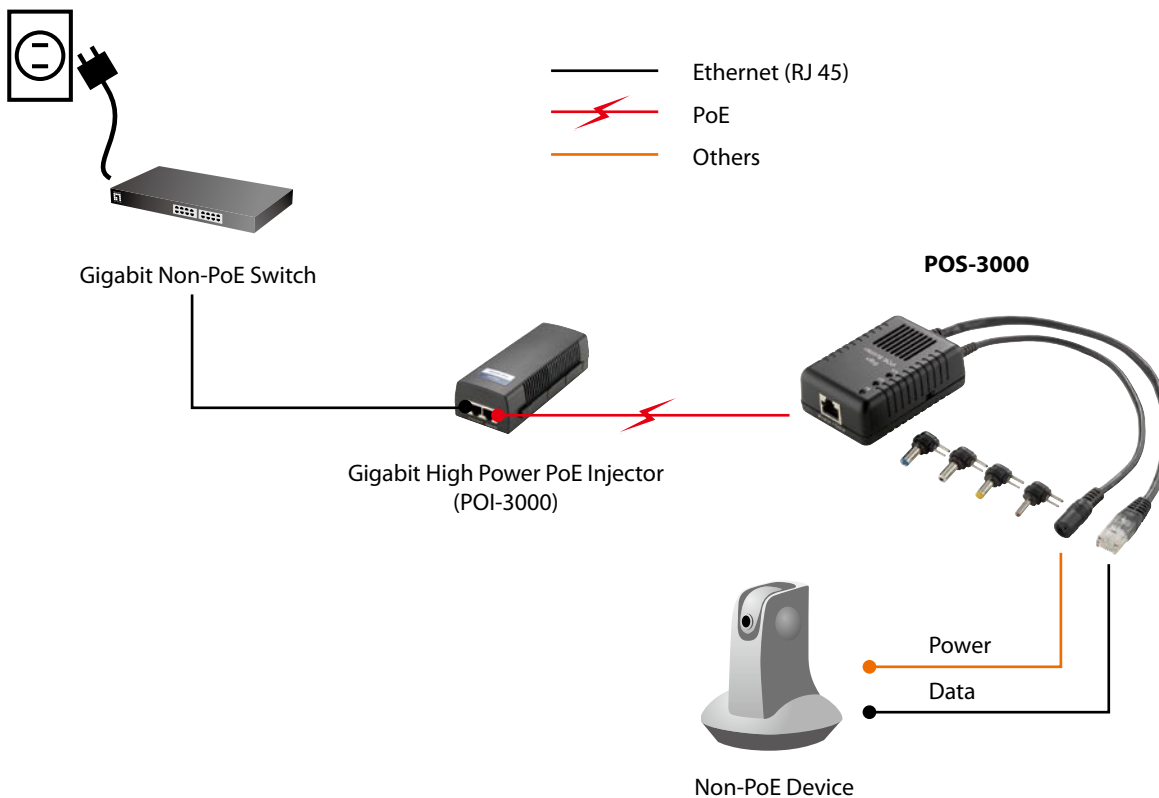 Ethernet (RJ 45)
PoE
Others
Gigabit Non-PoE Switch
POS-3000
Gigabit High Power PoE Injector
(POI-3000)
Power
Data
Non-PoE Device